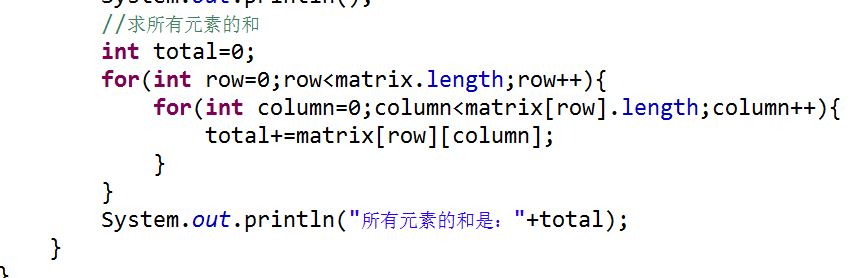 System.out.println();
//求所有元素的和
int total=0;
for(int row=0;row<matrix.length;row++){
for(int column=0;column<matrix[row].length;column++){
total+=matrix[row][column];
}
}
System.out.println("所有元素的和是："+total);
}
}